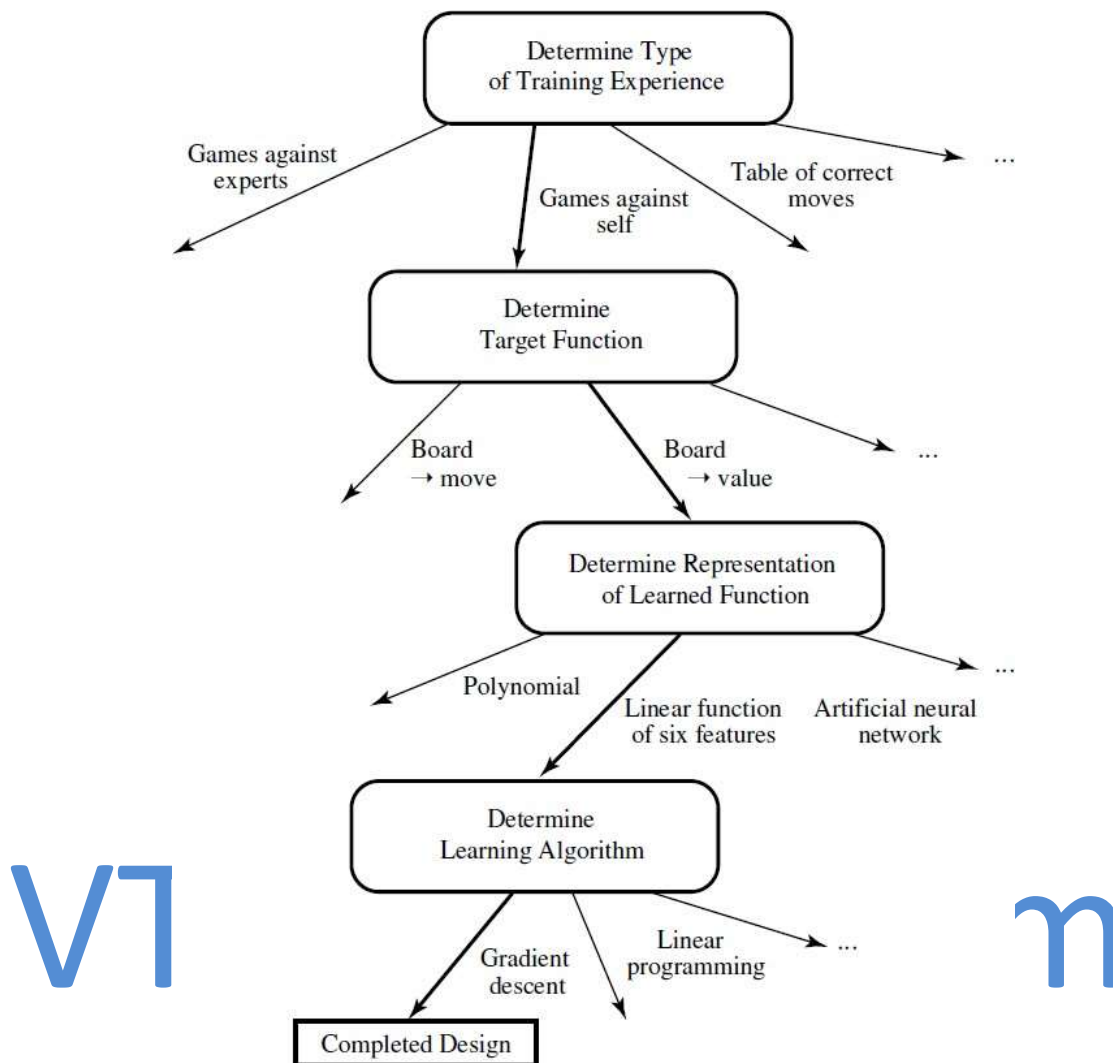 Determine Type
of Training Experience
Games against
experts
Games against
self
Table of correct
moves
...
Determine
Target Function
Board
→ move
Board
→ value
...
Determine Representation
of Learned Function
Polynomial
Linear function
of six features
Artificial neural
network
...
Determine
Learning Algorithm
VT
m
Gradient
descent
Linear
programming
...
Completed Design